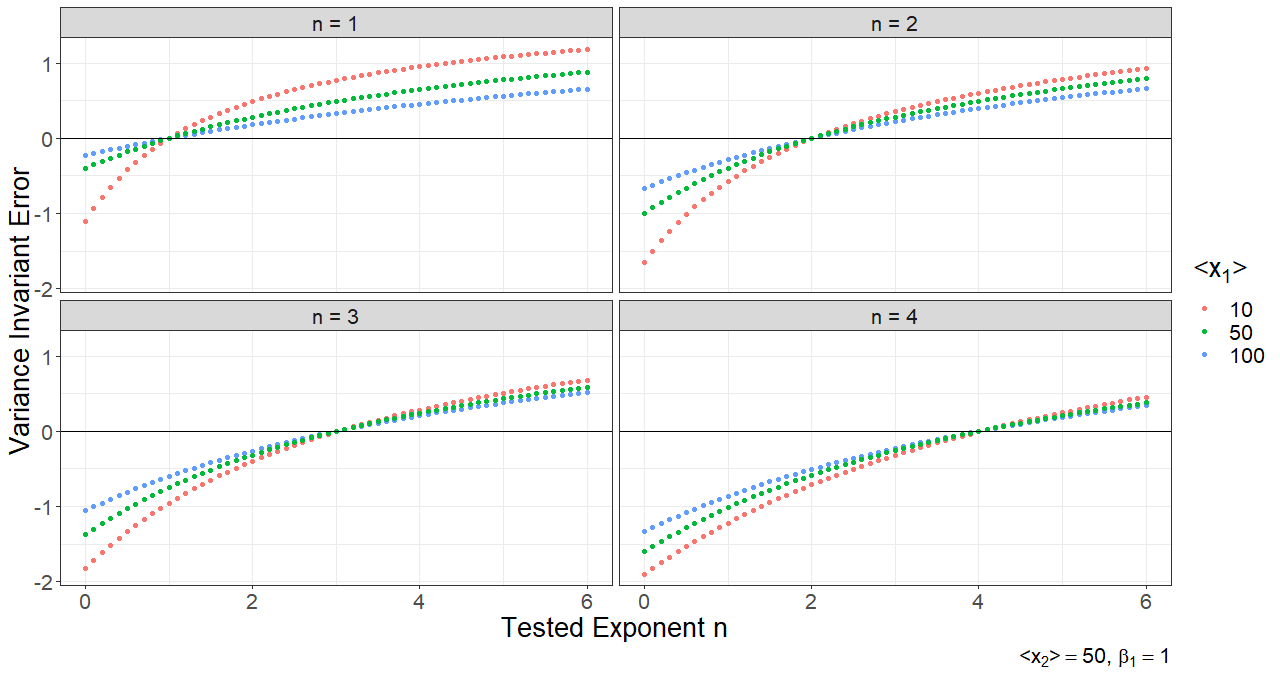 n = 1
n = 2
1
0
-1
-2
n = 3
n = 4
1
0
-1
-2
0 2 4 6
0 2 4 6
Variance Invariant Error
Tested Exponent n
<x₂> = 50, β₁ = 1
<x₁>
10
50
100